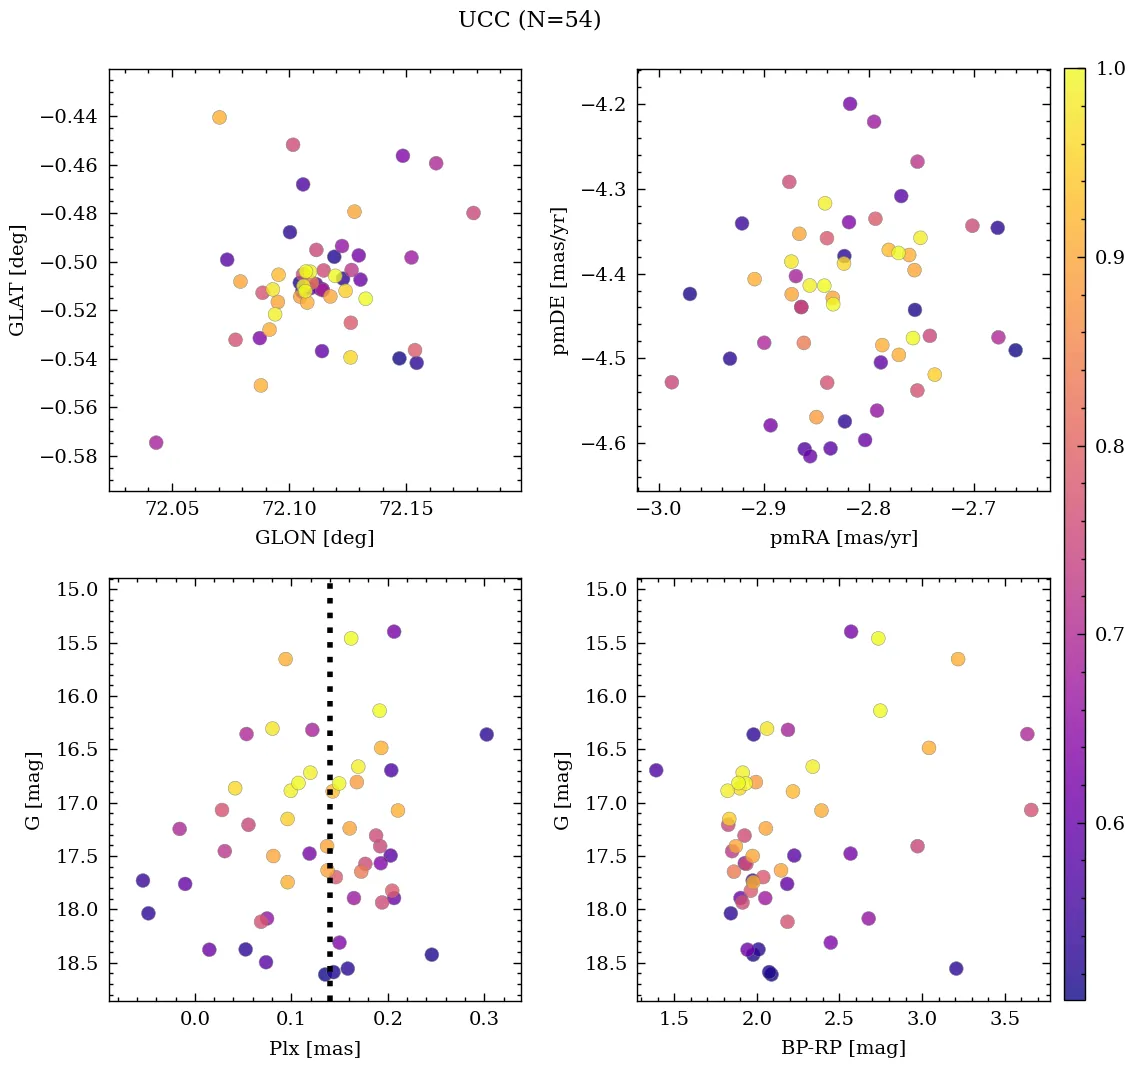 UCC (N=54)
−0.44
−0.46
−0.48
−0.50
−0.52
−0.54
−0.56
−0.58
GLAT [deg]
72.05 72.10 72.15
GLON [deg]
−4.2
−4.3
−4.4
−4.5
−4.6
pmDE [mas/yr]
−3.0 −2.9 −2.8 −2.7
pmRA [mas/yr]
1.0
0.9
0.8
0.7
0.6
15.0
15.5
16.0
16.5
17.0
17.5
18.0
18.5
G [mag]
0.0 0.1 0.2 0.3
Plx [mas]
15.0
15.5
16.0
16.5
17.0
17.5
18.0
18.5
G [mag]
1.5 2.0 2.5 3.0 3.5
BP-RP [mag]